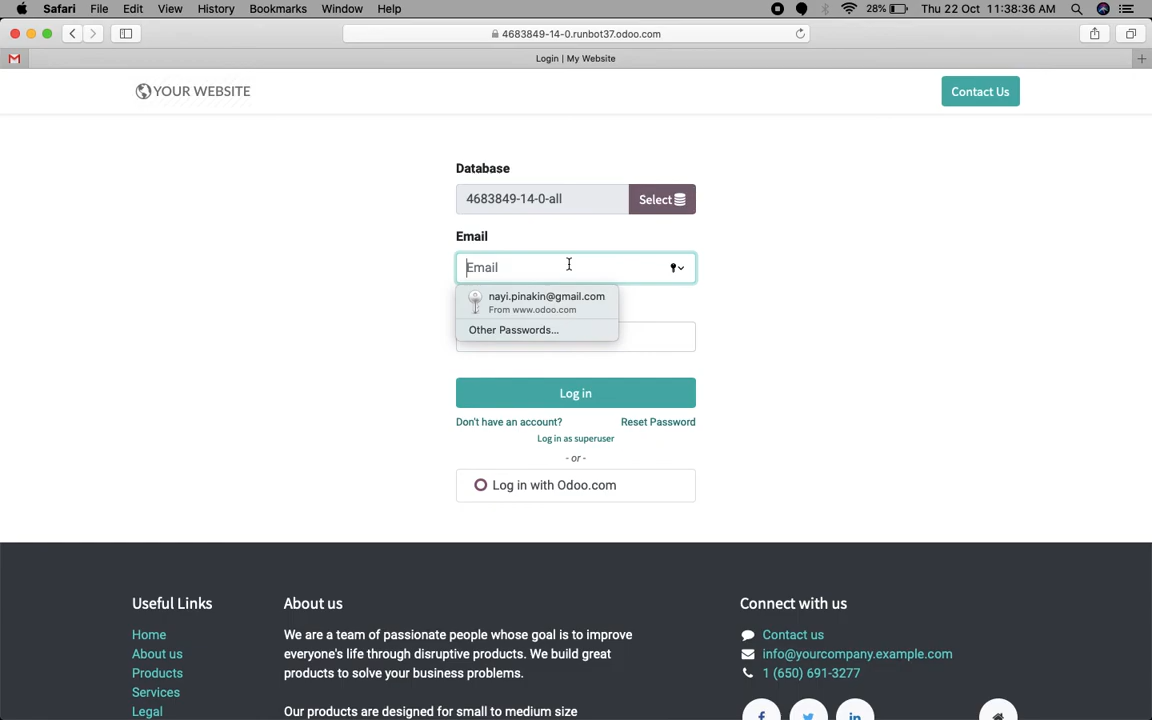 Safari File Edit View History Bookmarks Window Help 28% Thu 22 Oct 11:38:36 AM
4683849-14-0.runbot37.odoo.com
Login | My Website
YOUR WEBSITE Contact Us
Database
4683849-14-0-all Select
Email
Email
nayi.pinakin@gmail.com
From www.odoo.com
Other Passwords...
Log in
Don't have an account? Reset Password
Log in as superuser
- or -
Log in with Odoo.com
Useful Links
Home
About us
Products
Services
Legal
About us
We are a team of passionate people whose goal is to improve
everyone's life through disruptive products. We build great
products to solve your business problems.
Our products are designed for small to medium size
Connect with us
Contact us
info@yourcompany.example.com
1 (650) 691-3277